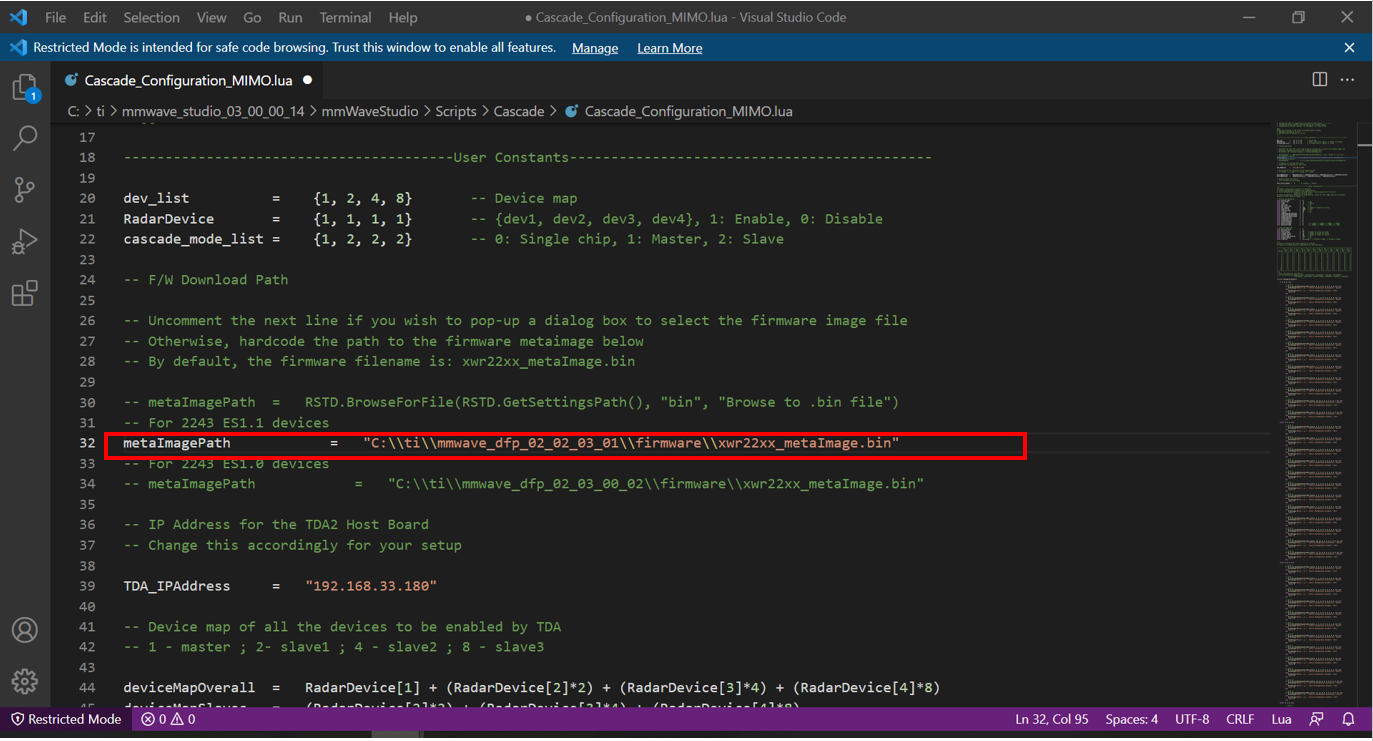 File Edit Selection View Go Run Terminal Help ● Cascade_Configuration_MIMO.lua - Visual Studio Code
Restricted Mode is intended for safe code browsing. Trust this window to enable all features. Manage Learn More
1
Cascade_Configuration_MIMO.lua ●
C: > ti > mmwave_studio_03_00_00_14 > mmWaveStudio > Scripts > Cascade > Cascade_Configuration_MIMO.lua
17
18 ----------------------------------------User Constants--------------------------------------------
19
20 dev_list = {1, 2, 4, 8} -- Device map
21 RadarDevice = {1, 1, 1, 1} -- {dev1, dev2, dev3, dev4}, 1: Enable, 0: Disable
22 cascade_mode_list = {1, 2, 2, 2} -- 0: Single chip, 1: Master, 2: Slave
23
24 -- F/W Download Path
25
26 -- Uncomment the next line if you wish to pop-up a dialog box to select the firmware image file
27 -- Otherwise, hardcode the path to the firmware metaimage below
28 -- By default, the firmware filename is: xwr22xx_metaImage.bin
29
30 -- metaImagePath = RSTD.BrowseForFile(RSTD.GetSettingsPath(), "bin", "Browse to .bin file")
31 -- For 2243 ES1.1 devices
32 metaImagePath = "C:\\ti\\mmwave_dfp_02_02_03_01\\firmware\\xwr22xx_metaImage.bin"
33 -- For 2243 ES1.0 devices
34 -- metaImagePath = "C:\\ti\\mmwave_dfp_02_03_00_02\\firmware\\xwr22xx_metaImage.bin"
35
36 -- IP Address for the TDA2 Host Board
37 -- Change this accordingly for your setup
38
39 TDA_IPAddress = "192.168.33.180"
40
41 -- Device map of all the devices to be enabled by TDA
42 -- 1 - master ; 2- slave1 ; 4 - slave2 ; 8 - slave3
43
44 deviceMapOverall = RadarDevice[1] + (RadarDevice[2]*2) + (RadarDevice[3]*4) + (RadarDevice[4]*8)
Restricted Mode 0 0 Ln 32, Col 95 Spaces: 4 UTF-8 CRLF Lua